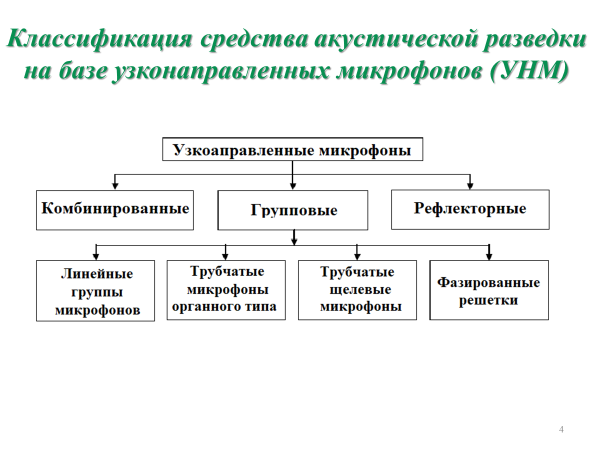 Классификация средства акустической разведки
на базе узконаправленных микрофонов (УНМ)
Узкоаправленные микрофоны
Комбинированные
Групповые
Рефлекторные
Линейные
группы
микрофонов
Трубчатые
микрофоны
органного типа
Трубчатые
щелевые
микрофоны
Фазированные
решетки
4